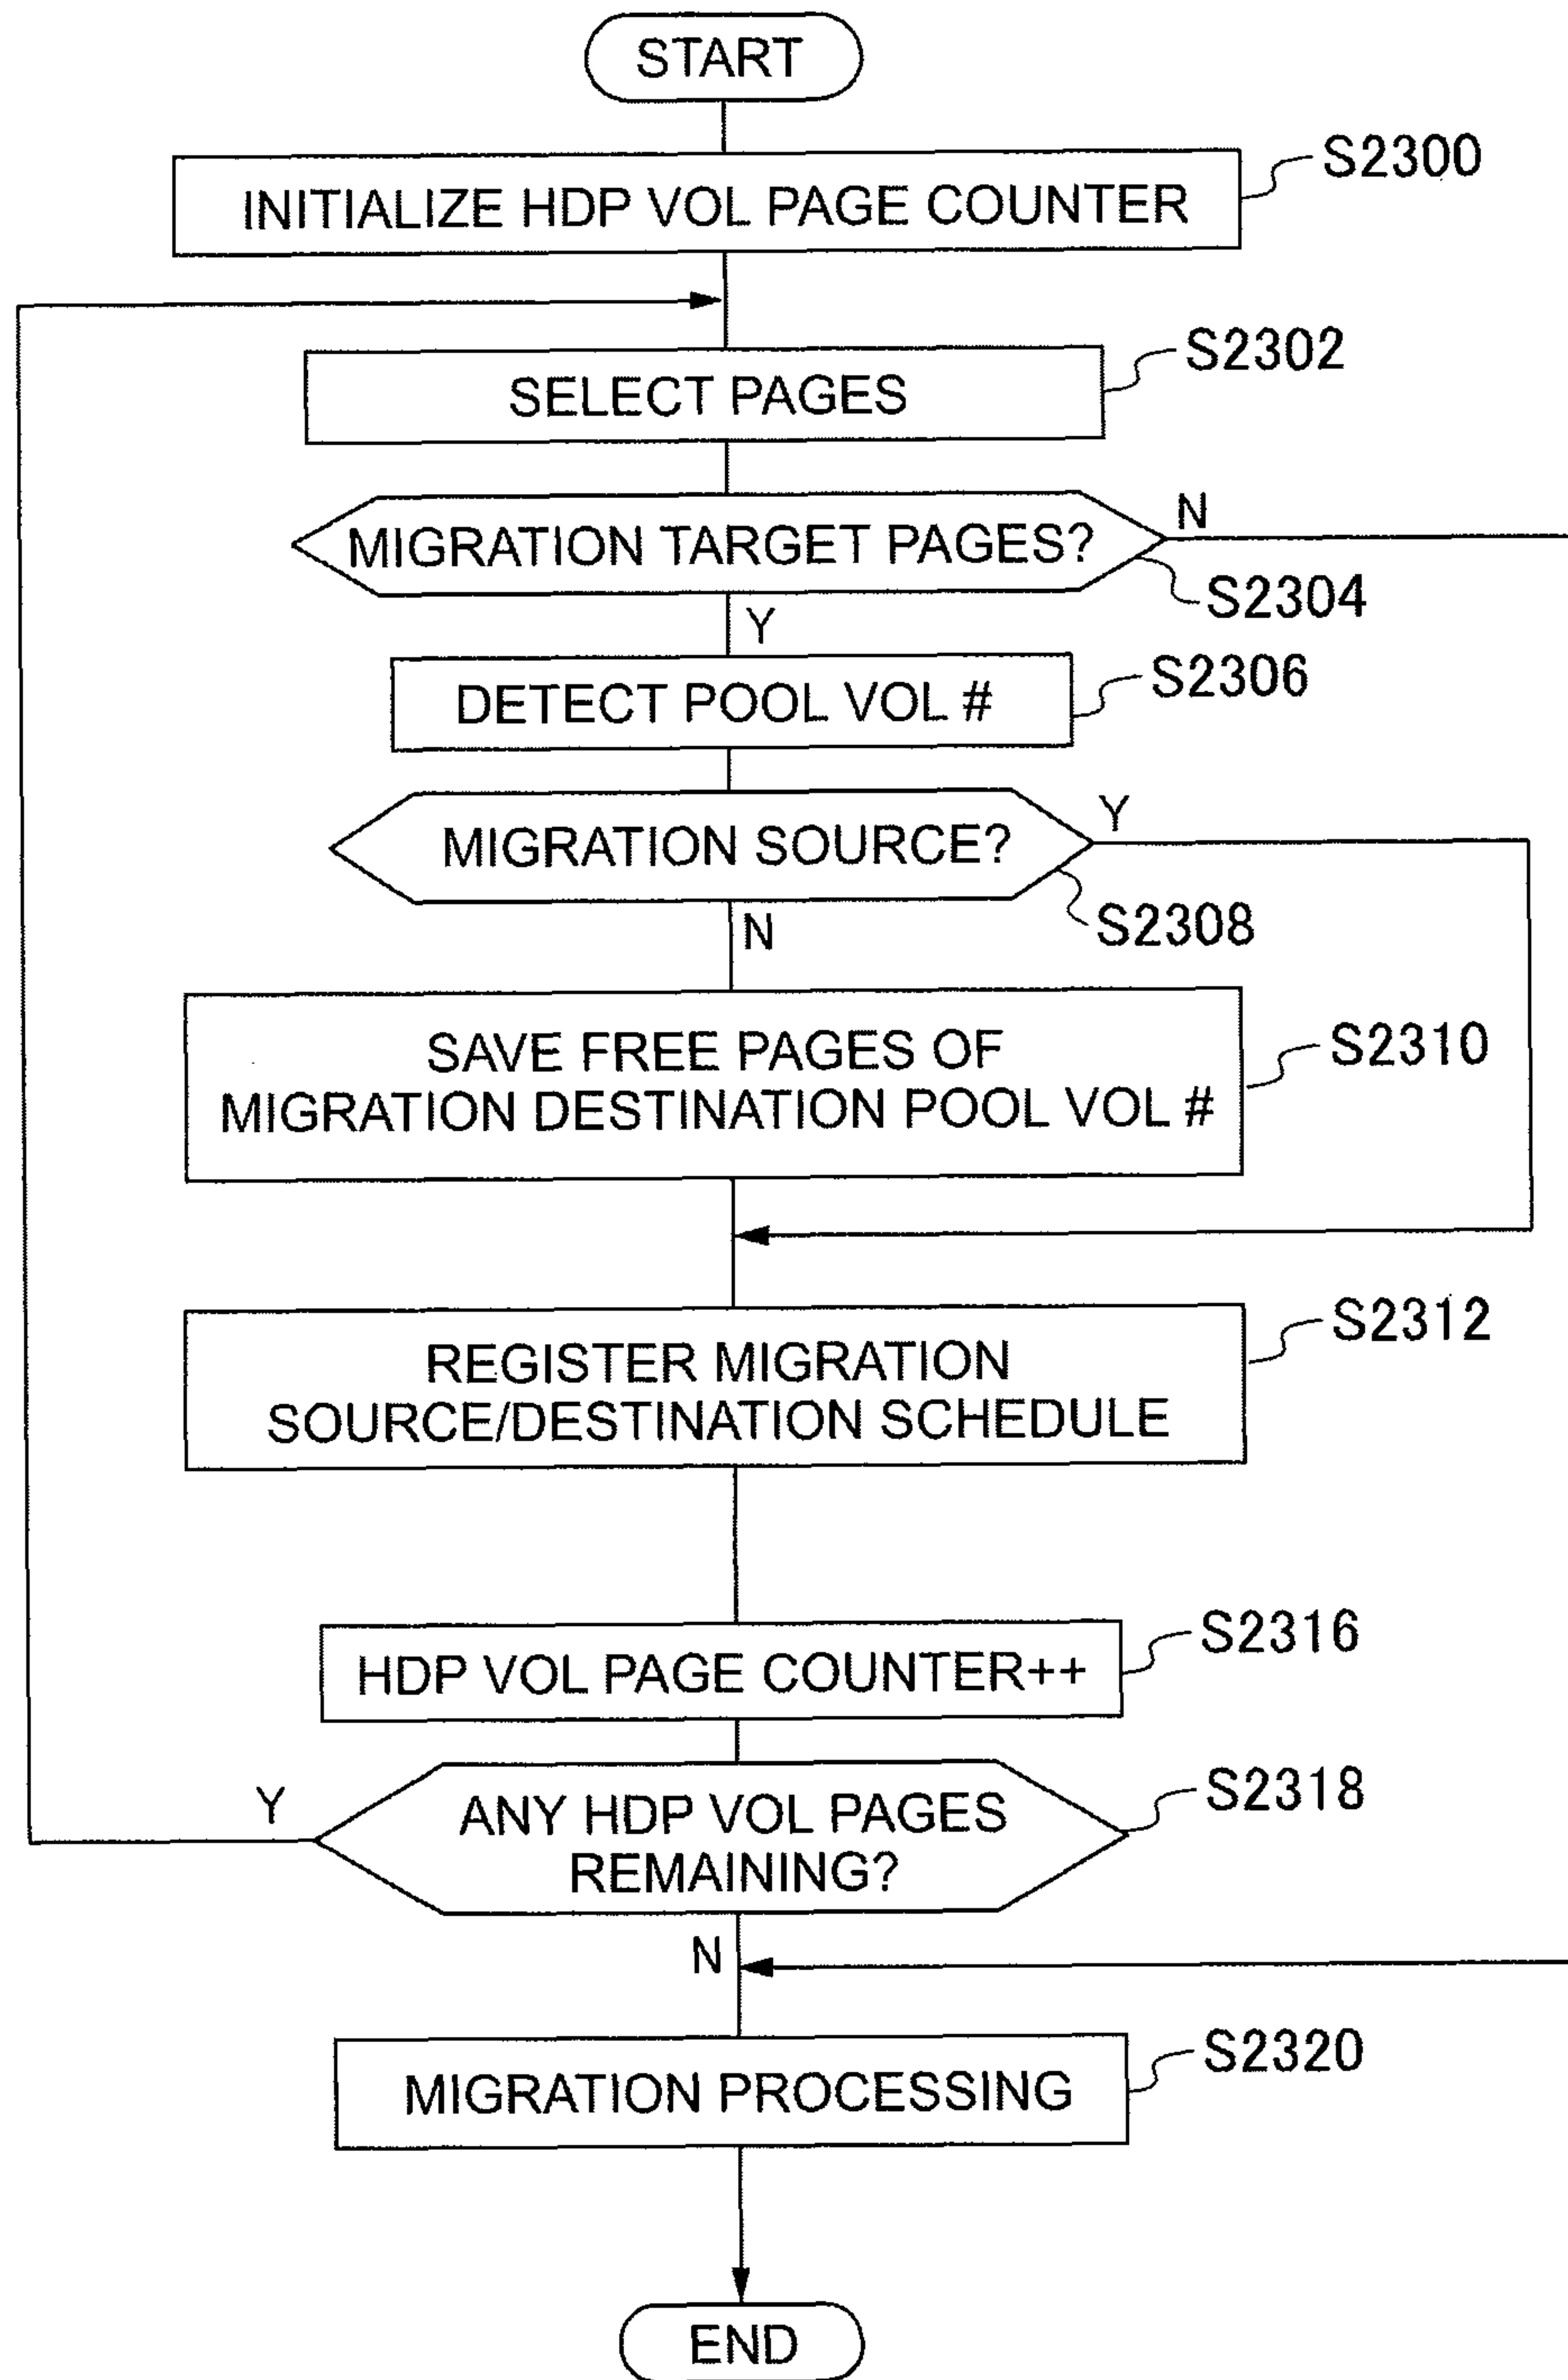 START
S2300
INITIALIZE HDP VOL PAGE COUNTER
S2302
SELECT PAGES
N
MIGRATION TARGET PAGES?
S2304
Y
S2306
DETECT POOL VOL #
Y
MIGRATION SOURCE?
S2308
N
SAVE FREE PAGES OF
S2310
MIGRATION DESTINATION POOL VOL #
S2312
REGISTER MIGRATION
SOURCE/DESTINATION SCHEDULE
S2316
HDP VOL PAGE COUNTER++
S2318
Y
ANY HDP VOL PAGES
REMAINING?
N
S2320
MIGRATION PROCESSING
END